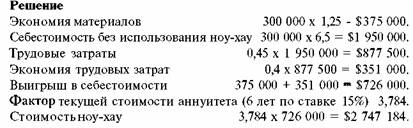 Решение
Экономия материалов 300 000 х 1,25 - $375 000.
Себестоимость без использования ноу-хау 300 000 х 6,5 = $1 950 000.
Трудовые затраты 0,45 х 1 950 000 = $877 500.
Экономия трудовых затрат 0,4 х 877 500 = $351 000.
Выигрыш в себестоимости 375 000 + 351 000 = $726 000.
Фактор текущей стоимости аннуитета (6 лет по ставке 15%) 3,784.
Стоимость ноу-хау 3,784 х 726 000 = $2 747 184.